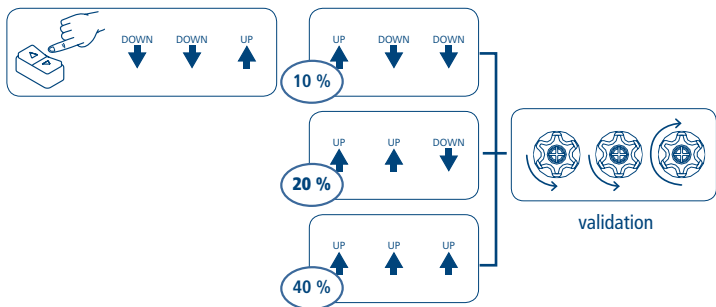 DOWN DOWN UP
UP DOWN DOWN
10 %
UP UP DOWN
20 %
validation
UP UP UP
40 %